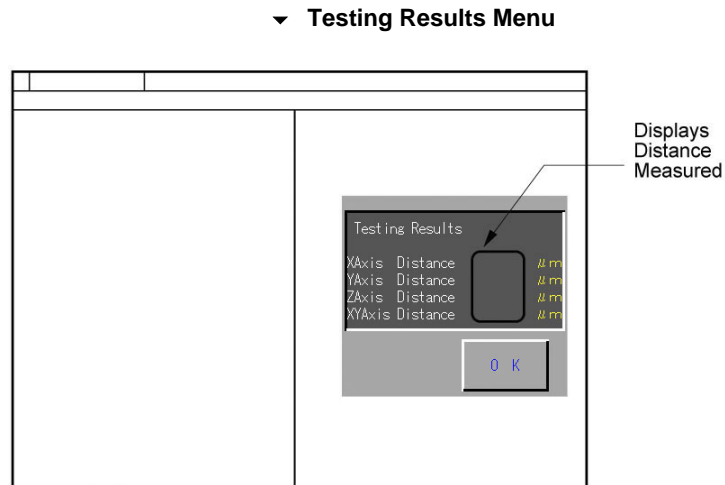 Testing Results Menu
Displays
Distance
Measured
Testing Results
XAxis Distance μm
YAxis Distance μm
ZAxis Distance μm
XYAxis Distance μm
O K